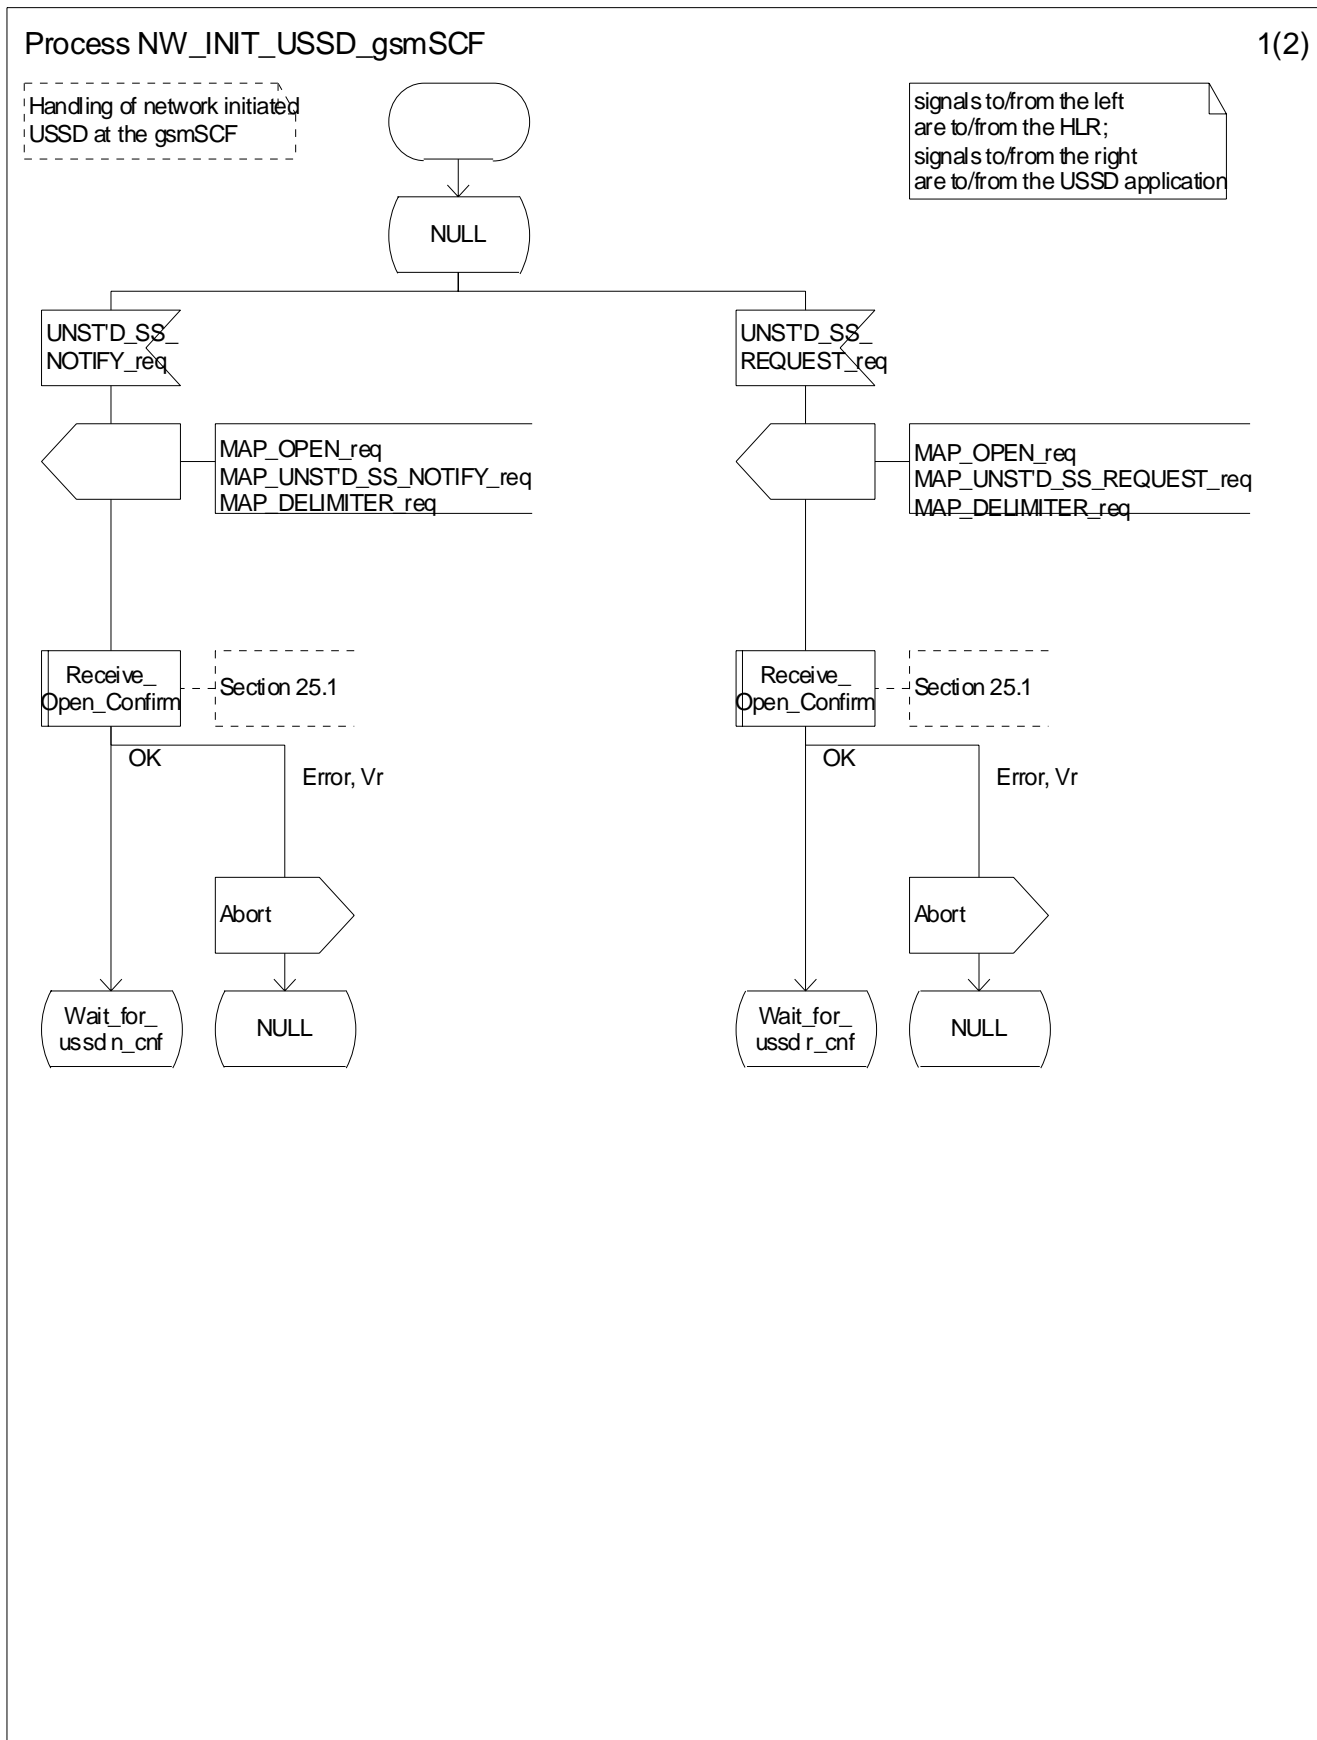 Process NW_INIT_USSD_gsmSCF
1(2)
Handling of network initiated
USSD at the gsmSCF
signals to/from the left
are to/from the HLR;
signals to/from the right
are to/from the USSD application
NULL
UNST'D_SS_
NOTIFY_req
UNST'D_SS_
REQUEST_req
MAP_OPEN_req
MAP_UNST'D_SS_NOTIFY_req
MAP_DELIMITER_req
MAP_OPEN_req
MAP_UNST'D_SS_REQUEST_req
MAP_DELIMITER_req
Receive_
Open_Confirm
Section 25.1
Receive_
Open_Confirm
Section 25.1
OK
Error, Vr
OK
Error, Vr
Abort
Abort
Wait_for_
ussd n_cnf
NULL
Wait_for_
ussd r_cnf
NULL